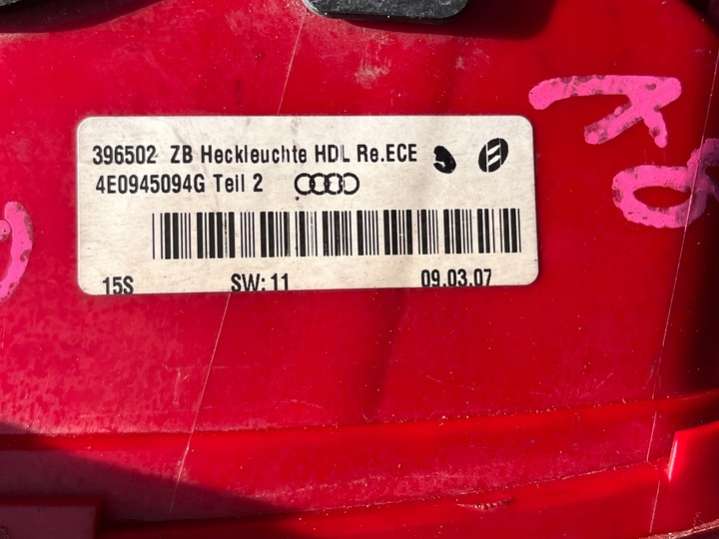 396502 ZB Heckleuchte HDL Re.ECE
4E0945094G Teil 2
15S SW: 11 09.03.07